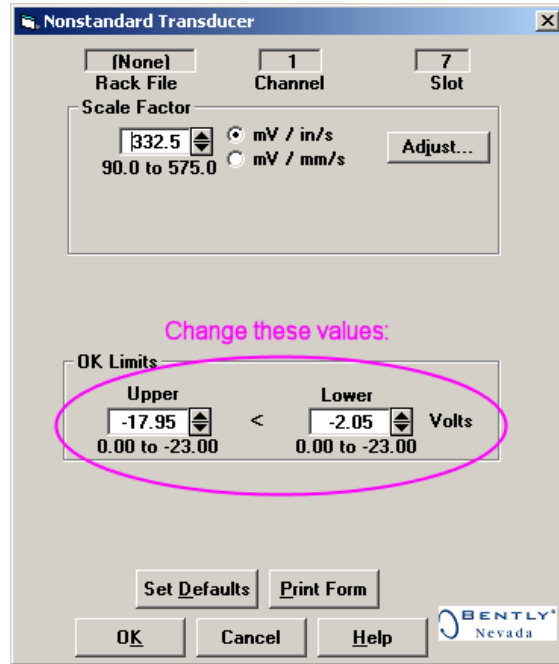 Nonstandard Transducer
(None) 1 7
Rack File Channel Slot
Scale Factor
332.5 mV / in/s Adjust...
90.0 to 575.0 mV / mm/s
Change these values:
OK Limits
Upper Lower
-17.95 < -2.05 Volts
0.00 to -23.00 0.00 to -23.00
Set Defaults Print Form
OK Cancel Help
BENTLY
Nevada